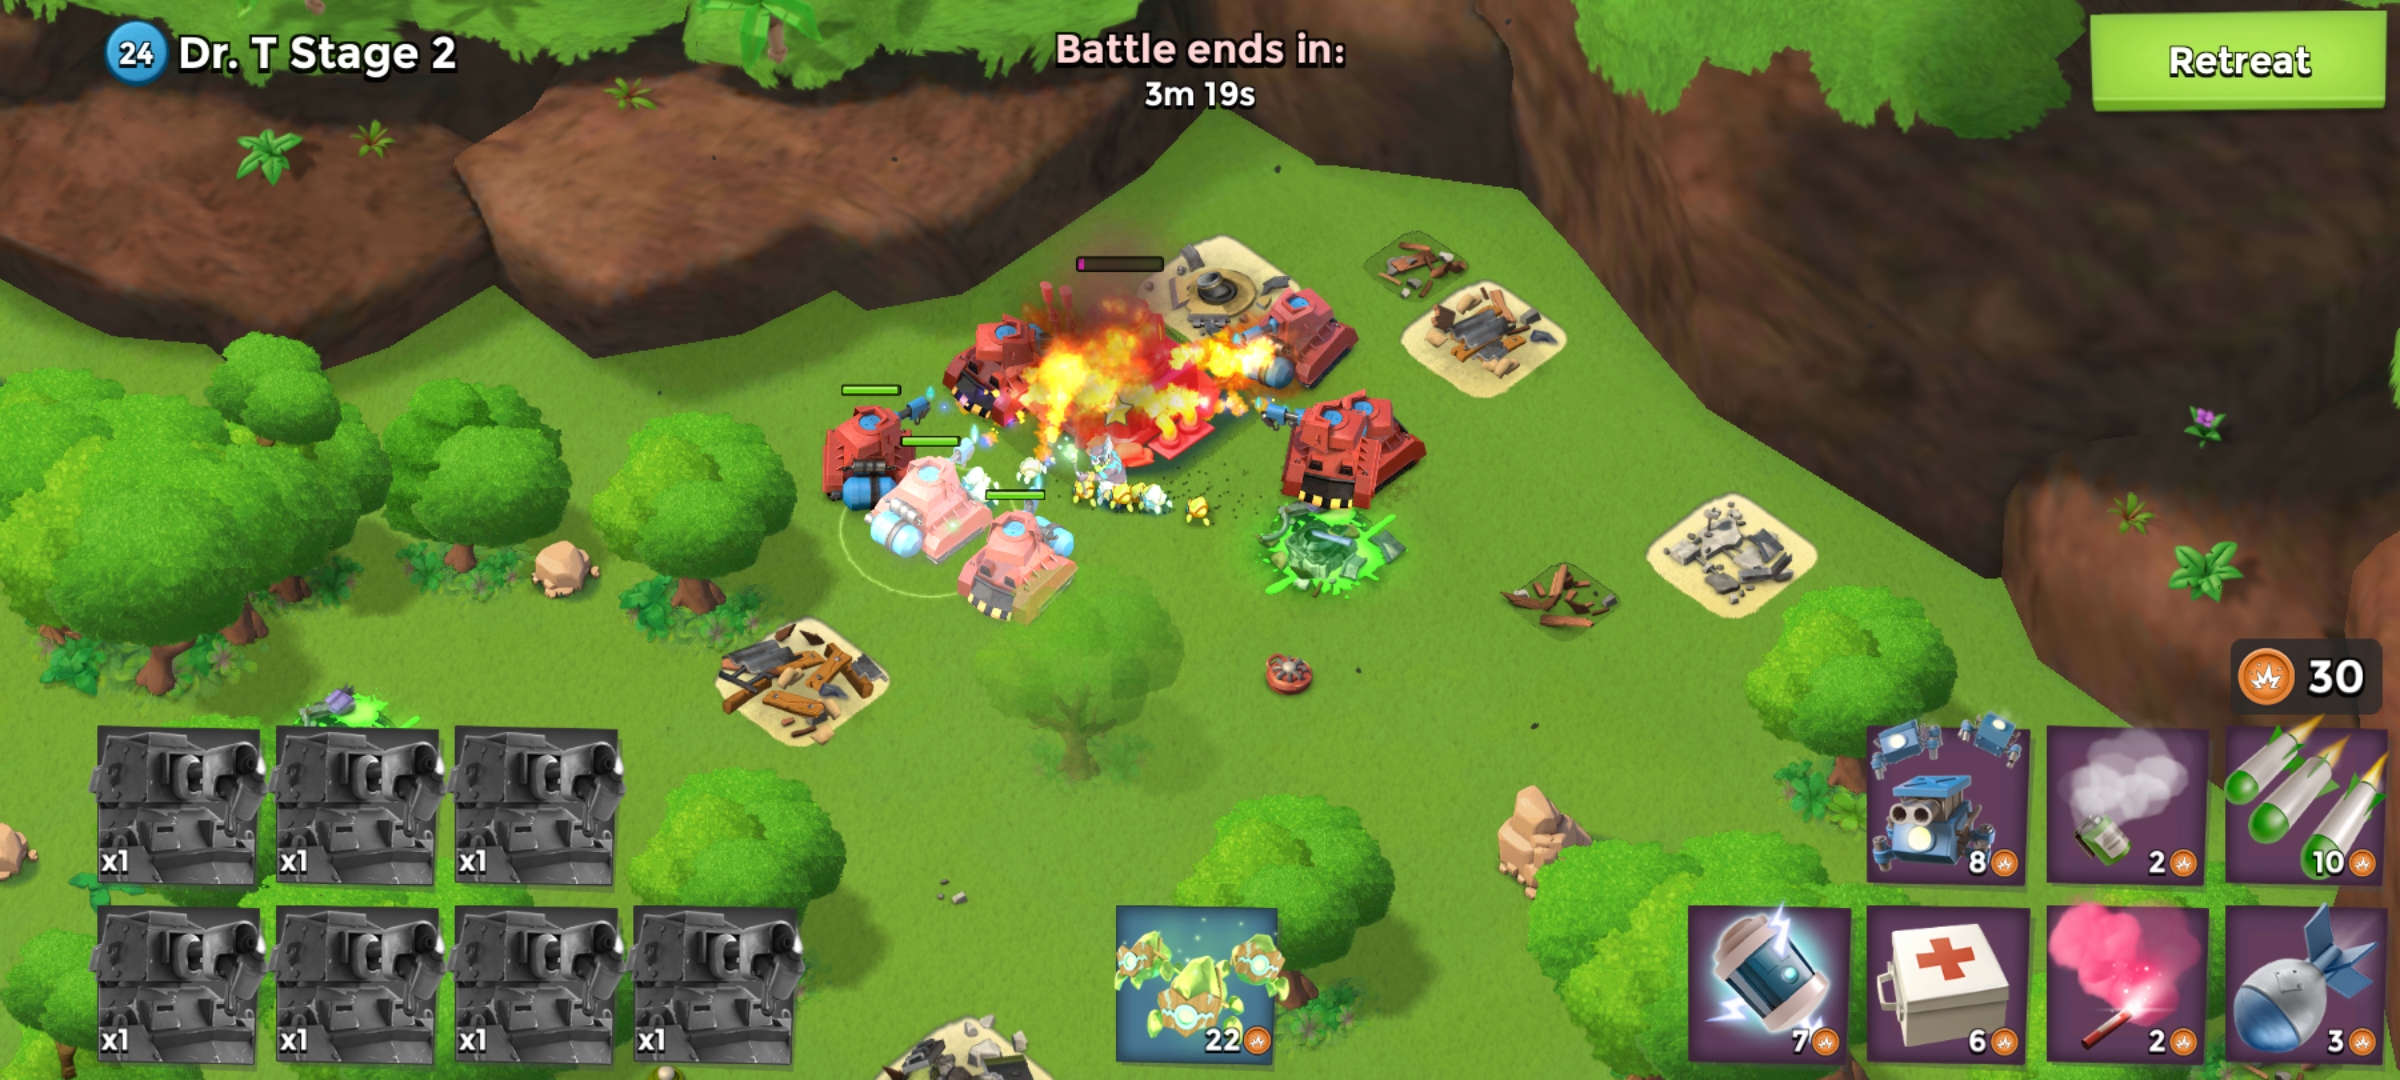 24 Dr. T Stage 2
Battle ends in:
3m 19s
Retreat
30
x1 x1 x1
8 2 10
x1 x1 x1 x1
22
7 6 2 3